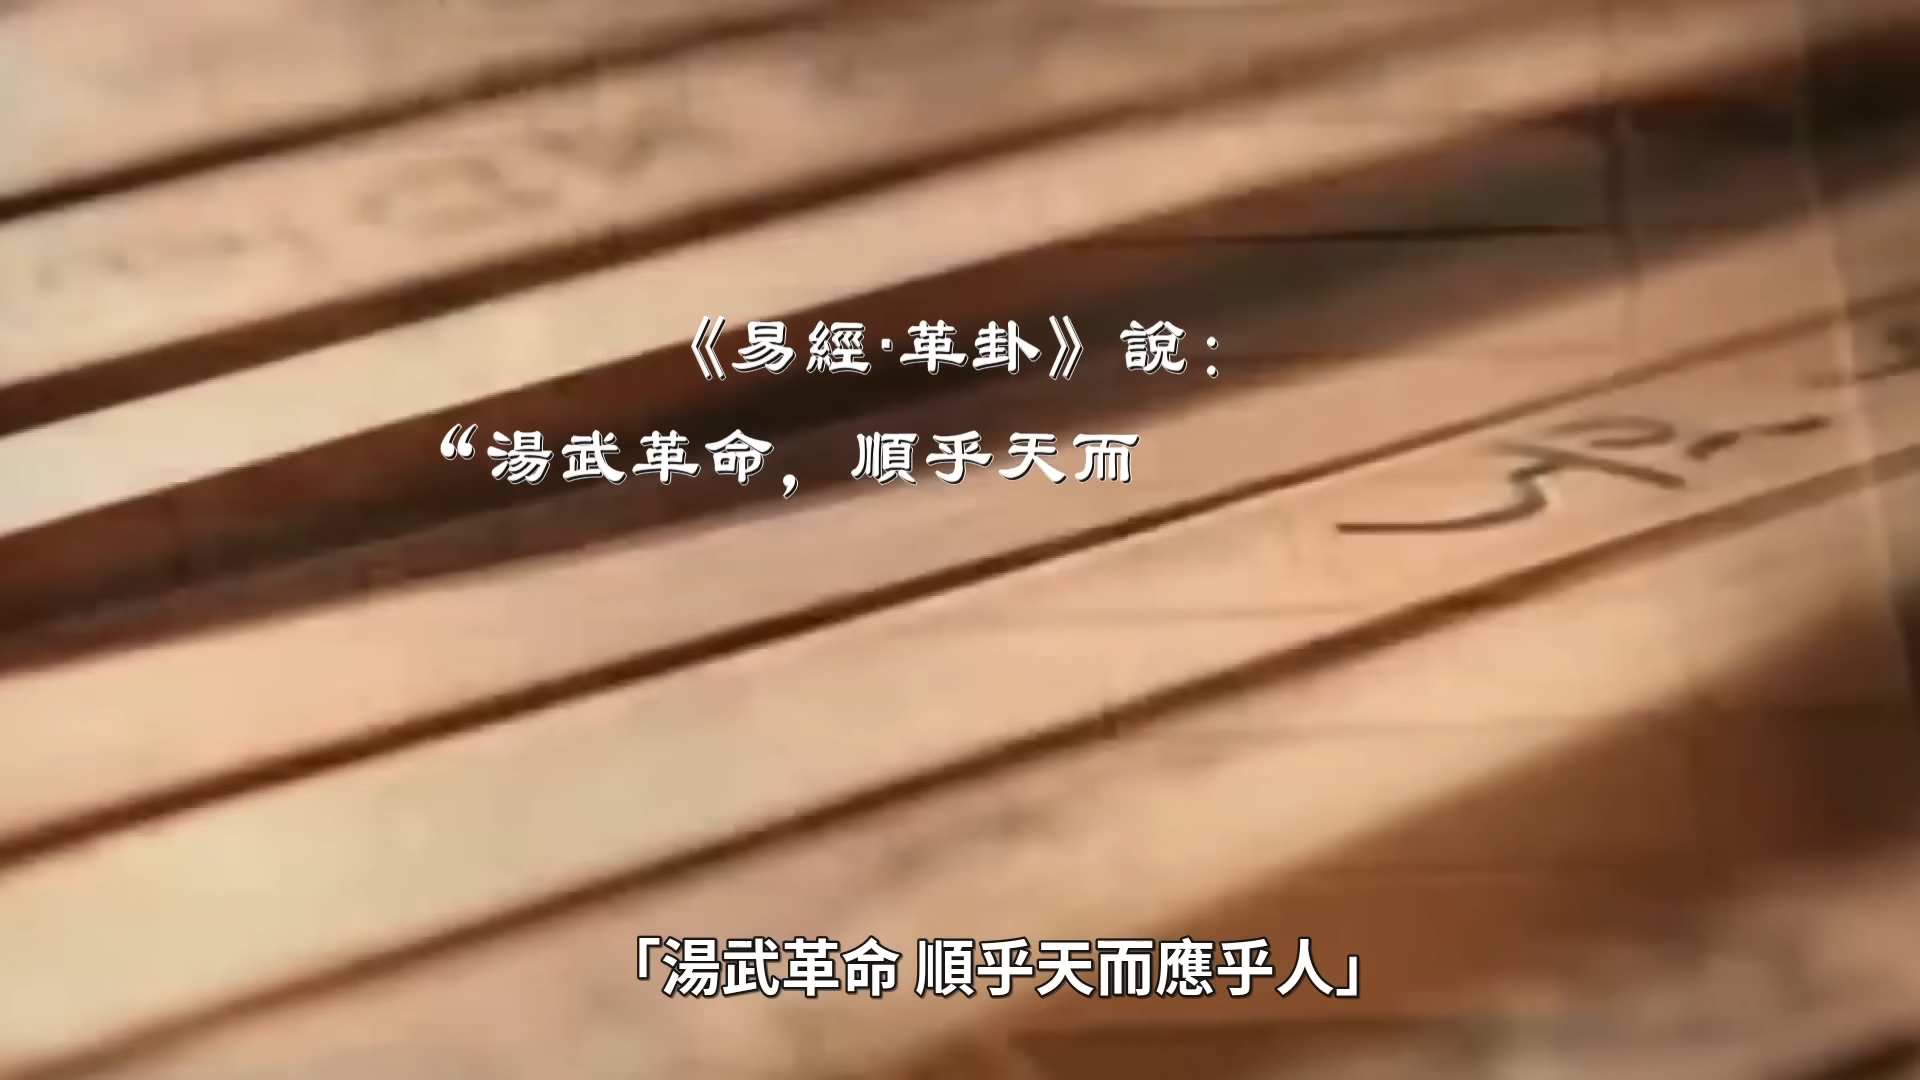 《易經·革卦》說：
“湯武革命，順乎天而
「湯武革命 順乎天而應乎人」